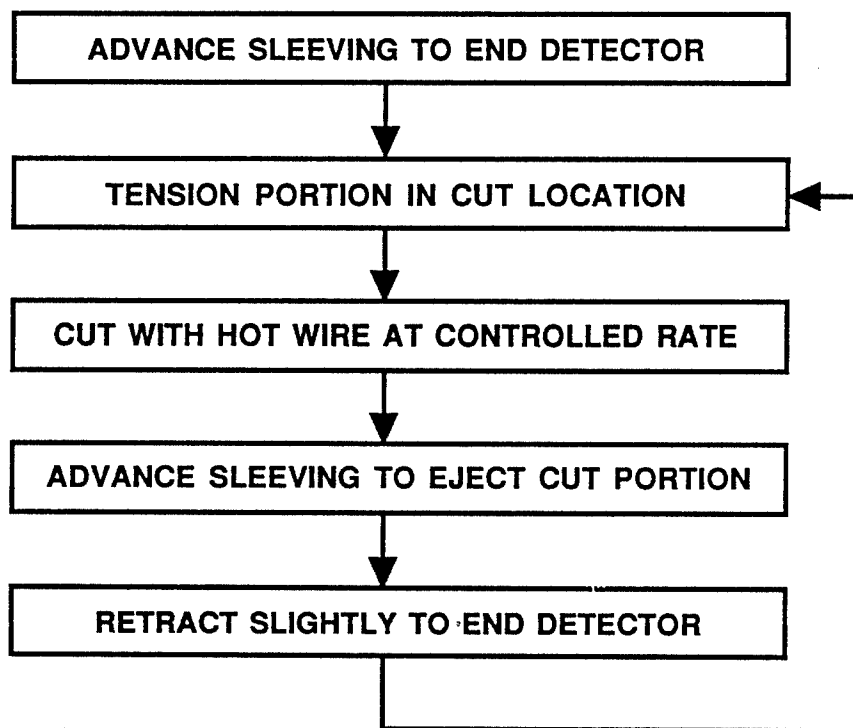 ADVANCE SLEEVING TO END DETECTOR
TENSION PORTION IN CUT LOCATION
CUT WITH HOT WIRE AT CONTROLLED RATE
ADVANCE SLEEVING TO EJECT CUT PORTION
RETRACT SLIGHTLY TO END DETECTOR